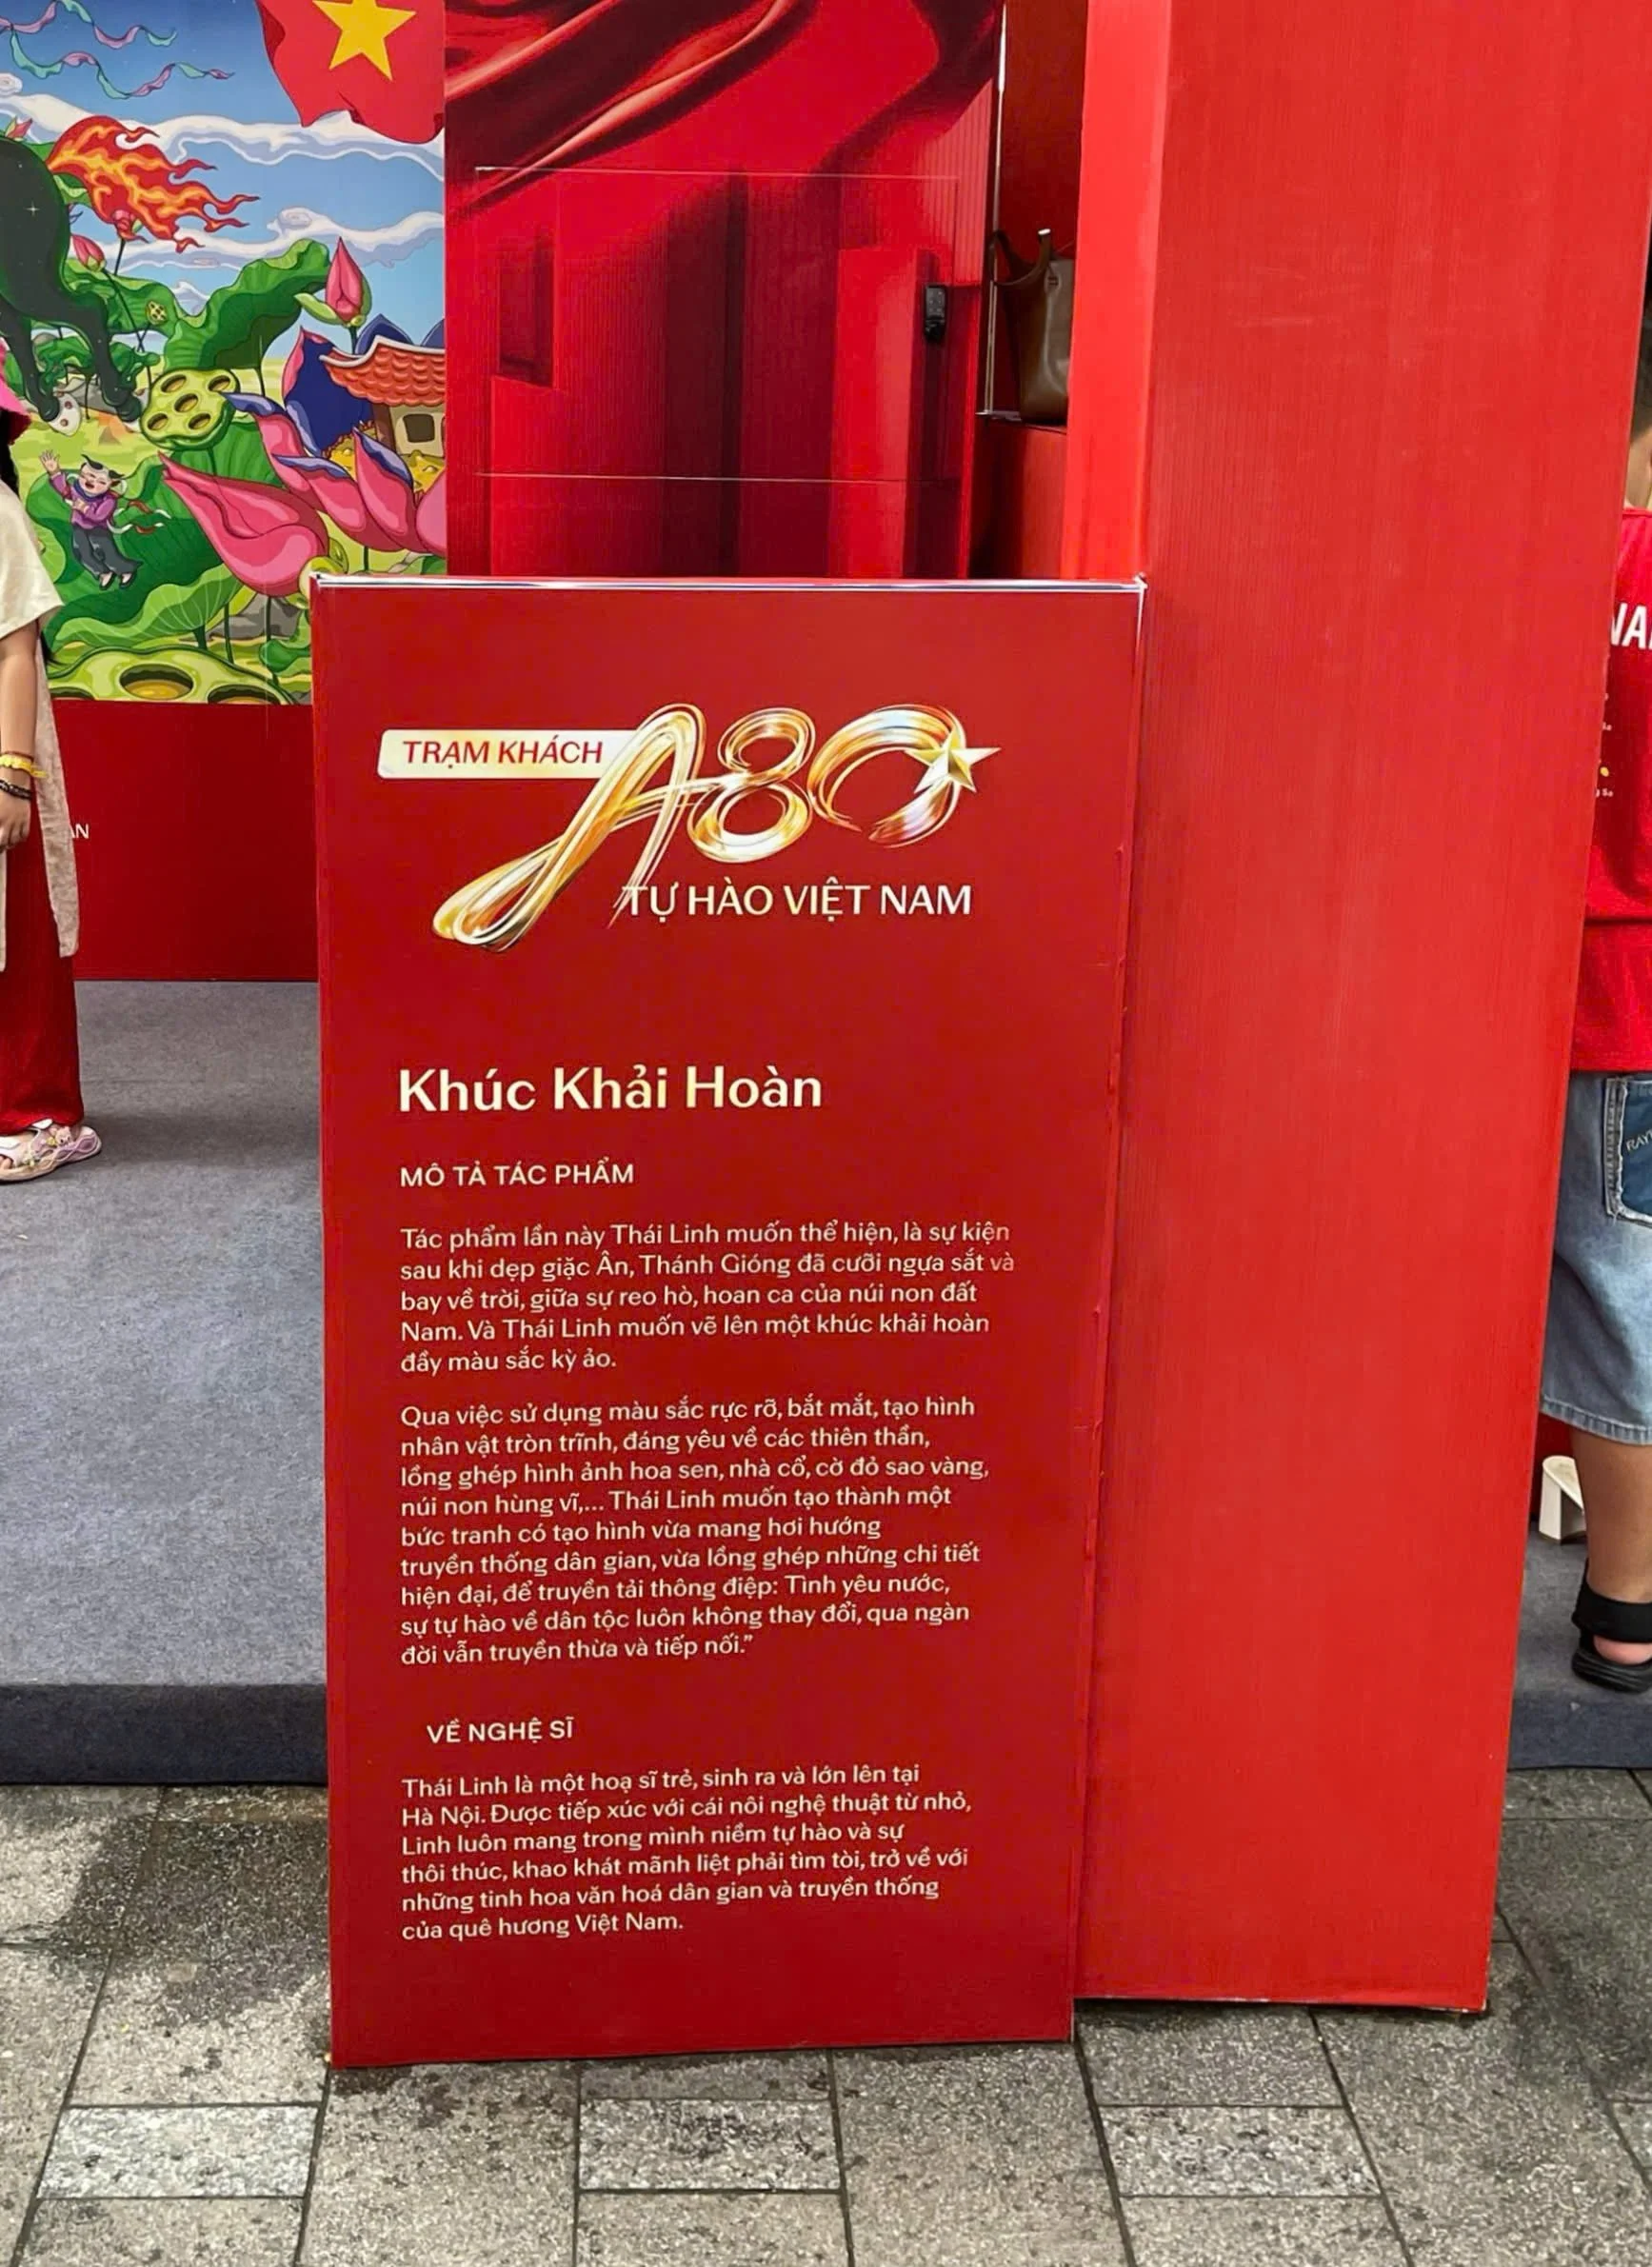 TRẠM KHÁCH
A80
TỰ HÀO VIỆT NAM
Khúc Khải Hoàn
MÔ TẢ TÁC PHẨM
Tác phẩm lần này Thái Linh muốn thể hiện, là sự kiện
sau khi dẹp giặc Ân, Thánh Gióng đã cưỡi ngựa sắt và
bay về trời, giữa sự reo hò, hoan ca của núi non đất
Nam. Và Thái Linh muốn vẽ lên một khúc khải hoàn
đầy màu sắc kỳ ảo.
Qua việc sử dụng màu sắc rực rỡ, bắt mắt, tạo hình
nhân vật tròn trĩnh, đáng yêu về các thiên thần,
lồng ghép hình ảnh hoa sen, nhà cổ, cờ đỏ sao vàng,
núi non hùng vĩ,... Thái Linh muốn tạo thành một
bức tranh có tạo hình vừa mang hơi hướng
truyền thống dân gian, vừa lồng ghép những chi tiết
hiện đại, để truyền tải thông điệp: Tình yêu nước,
sự tự hào về dân tộc luôn không thay đổi, qua ngàn
đời vẫn truyền thừa và tiếp nối.”
VỀ NGHỆ SĨ
Thái Linh là một hoạ sĩ trẻ, sinh ra và lớn lên tại
Hà Nội. Được tiếp xúc với cái nôi nghệ thuật từ nhỏ,
Linh luôn mang trong mình niềm tự hào và sự
thôi thúc, khao khát mãnh liệt phải tìm tòi, trở về với
những tinh hoa văn hoá dân gian và truyền thống
của quê hương Việt Nam.